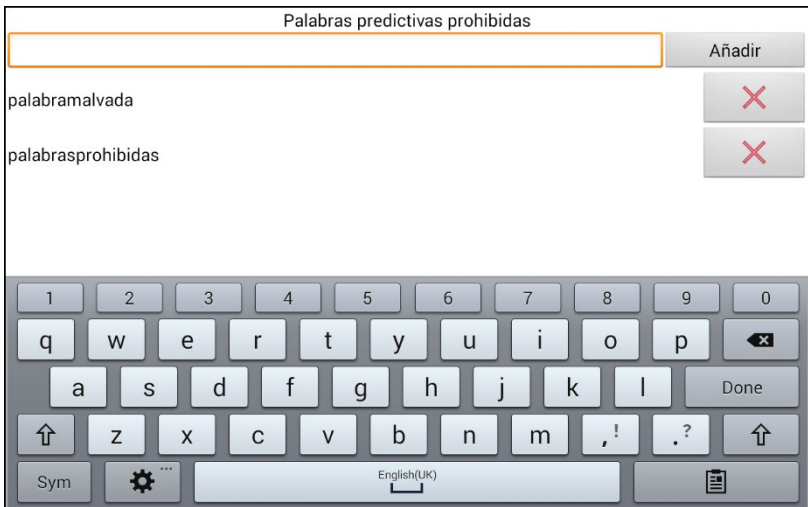 Palabras predictivas prohibidas
Añadir
palabramalvada
palabrasprohibidas
1 2 3 4 5 6 7 8 9 0
q w e r t y u i o p
a s d f g h j k l Done
z x c v b n m ,! .?
Sym ... English(UK)